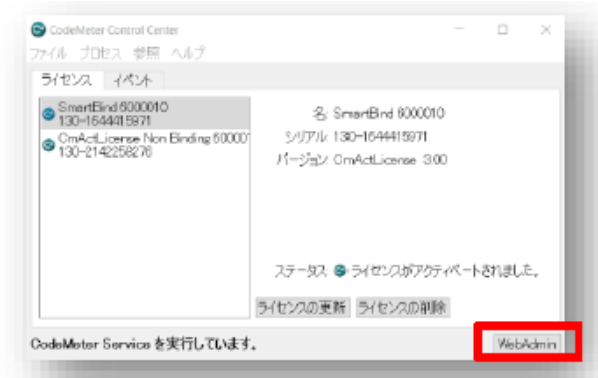 CodeMeter Control Center
ファイル プロセス 参照 ヘルプ
ライセンス イベント
SmartBind 6000010
130-1644415971
CmActLicense Non Binding 60000
130-2142258276
名: SmartBind 6000010
シリアル: 130-1644415971
バージョン: CmActLicense 3.00
ステータス: ライセンスがアクティベートされました。
ライセンスの更新 ライセンスの削除
CodeMeter Service を実行しています。
WebAdmin